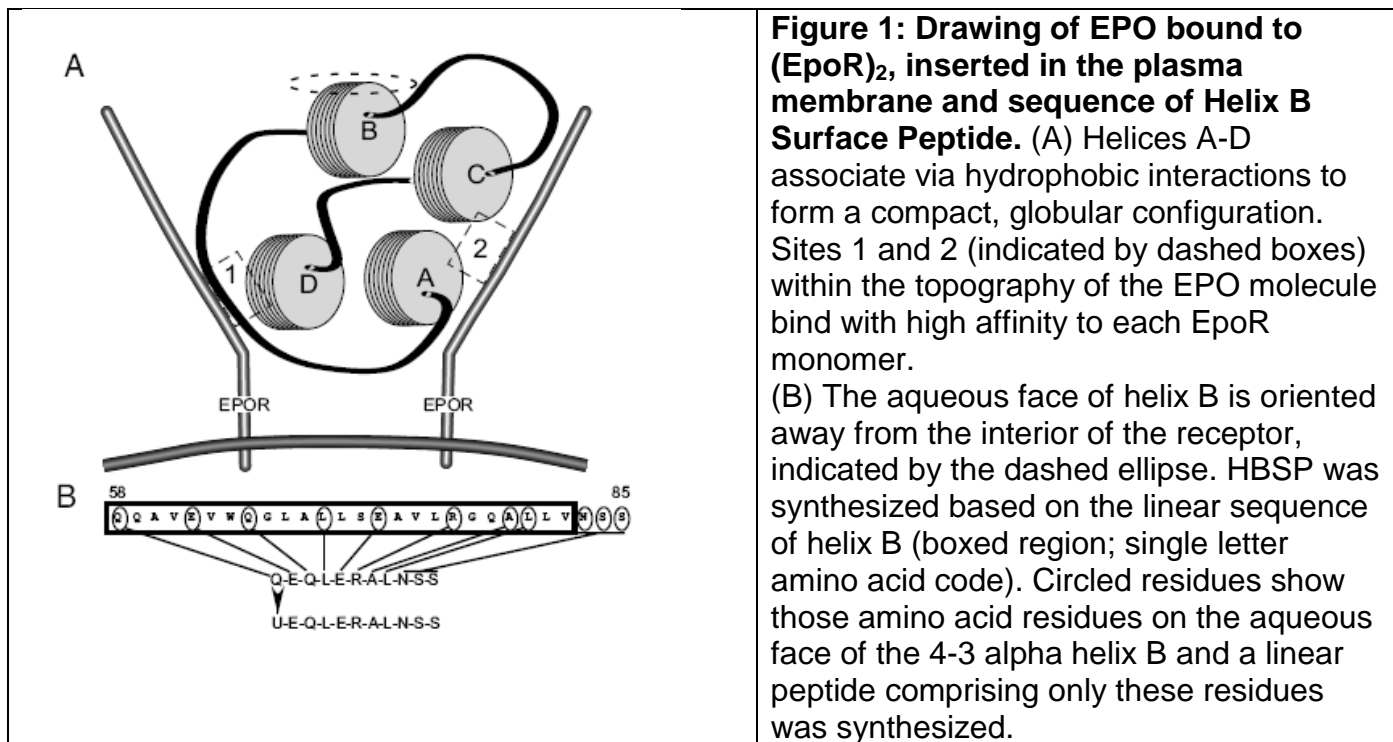 A
B
C
2
1
D
A
EPOR EPOR
B
58 85
Q Q A V E V W Q G L A L L S E A V L R G Q A L L V N S S
Q-E-Q-L-E-R-A-L-N-S-S
U-E-Q-L-E-R-A-L-N-S-S
Figure 1: Drawing of EPO bound to
(EpoR)₂, inserted in the plasma
membrane and sequence of Helix B
Surface Peptide. (A) Helices A-D
associate via hydrophobic interactions to
form a compact, globular configuration.
Sites 1 and 2 (indicated by dashed boxes)
within the topography of the EPO molecule
bind with high affinity to each EpoR
monomer.
(B) The aqueous face of helix B is oriented
away from the interior of the receptor,
indicated by the dashed ellipse. HBSP was
synthesized based on the linear sequence
of helix B (boxed region; single letter
amino acid code). Circled residues show
those amino acid residues on the aqueous
face of the 4-3 alpha helix B and a linear
peptide comprising only these residues
was synthesized.